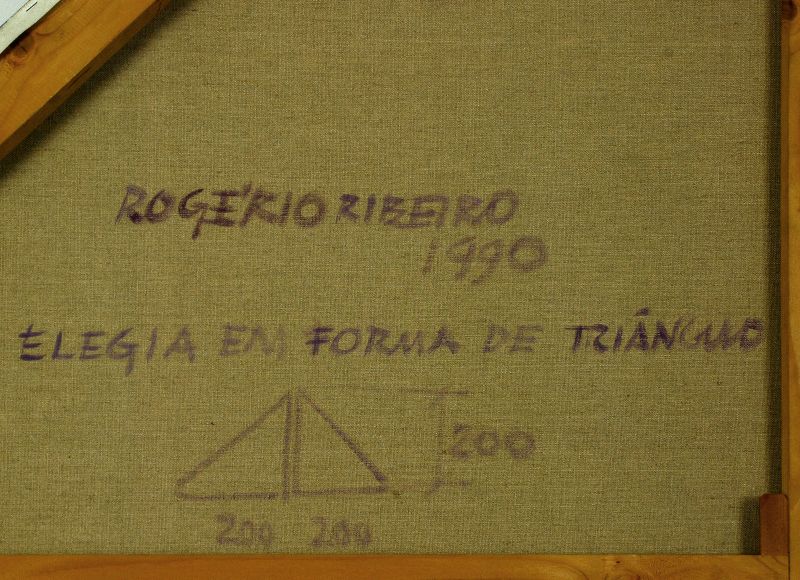 ROGÉRIO RIBEIRO
1990
ELEGIA EM FORMA DE TRIÂNGULO
200
200 200